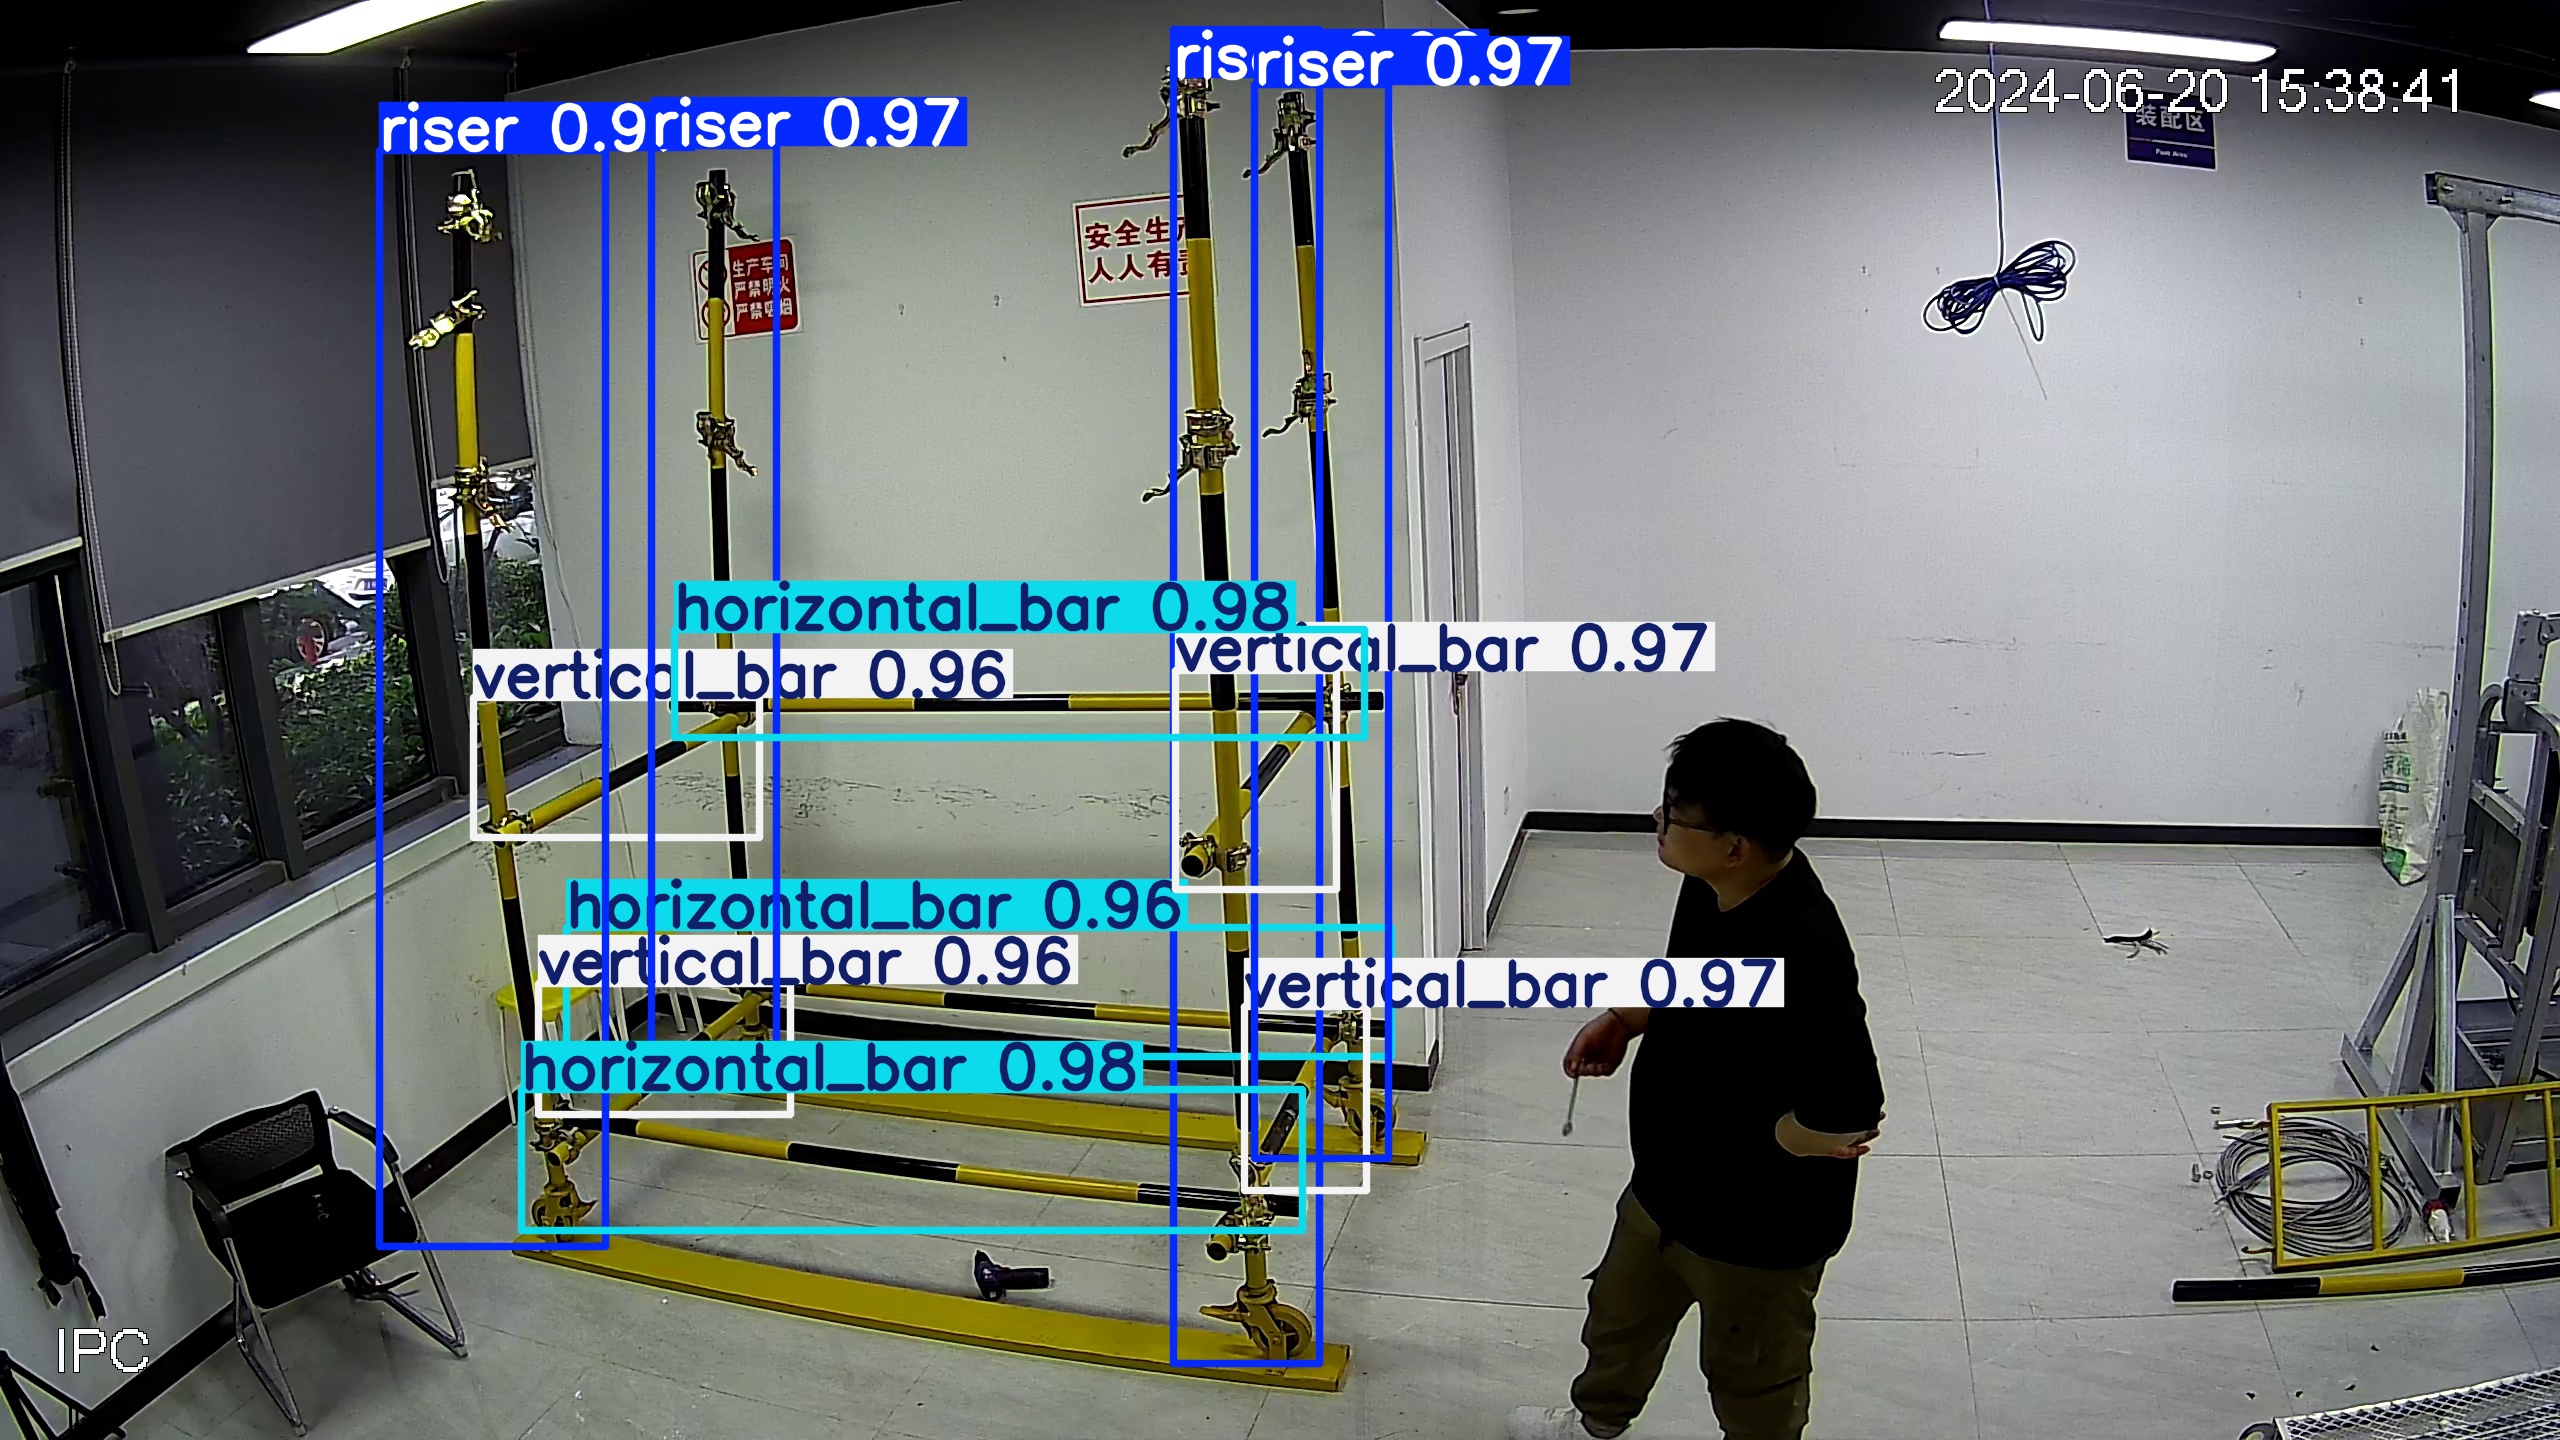 riser 0.97
riser 0.9
riser 0.97
2024-06-20 15:38:41
装配区
生产车间
严禁明火
严禁吸烟
安全生产
人人有责
horizontal_bar 0.98
vertical_bar 0.97
vertical_bar 0.96
horizontal_bar 0.96
vertical_bar 0.96
vertical_bar 0.97
horizontal_bar 0.98
IPC